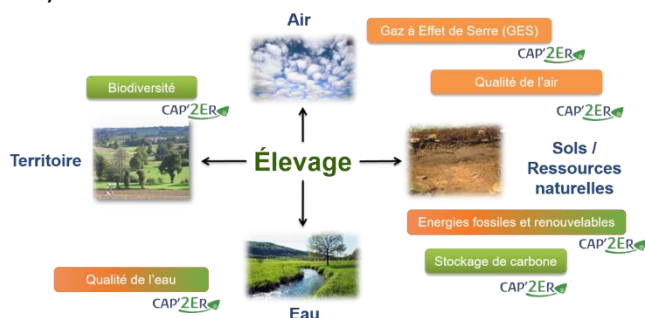 Air
Gaz à Effet de Serre (GES)
CAP'2ER
Qualité de l'air
CAP'2ER
Biodiversité
CAP'2ER
Territoire
Élevage
Sols /
Ressources
naturelles
Energies fossiles et renouvelables
CAP'2ER
Stockage de carbone
CAP'2ER
Qualité de l'eau
CAP'2ER
Eau